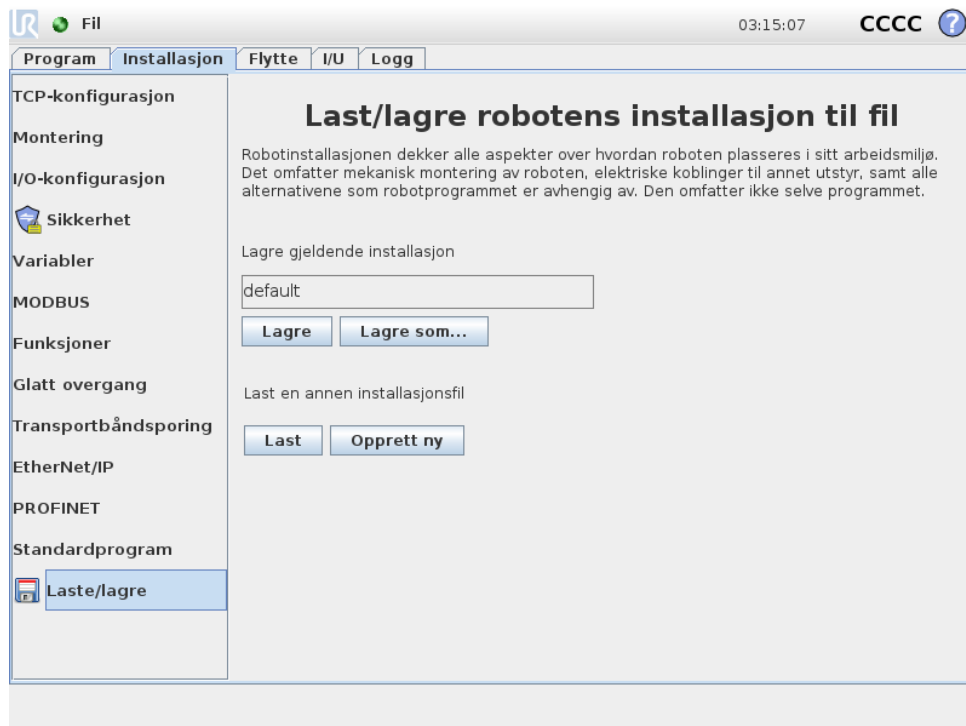 UR Fil 03:15:07 CCCC ?
Program Installasjon Flytte I/U Logg
TCP-konfigurasjon
Montering
I/O-konfigurasjon
Sikkerhet
Variabler
MODBUS
Funksjoner
Glatt overgang
Transportbåndsporing
EtherNet/IP
PROFINET
Standardprogram
Laste/lagre
Last/lagre robotens installasjon til fil
Robotinstallasjonen dekker alle aspekter over hvordan roboten plasseres i sitt arbeidsmiljø.
Det omfatter mekanisk montering av roboten, elektriske koblinger til annet utstyr, samt alle
alternativene som robotprogrammet er avhengig av. Den omfatter ikke selve programmet.
Lagre gjeldende installasjon
default
Lagre Lagre som...
Last en annen installasjonsfil
Last Opprett ny